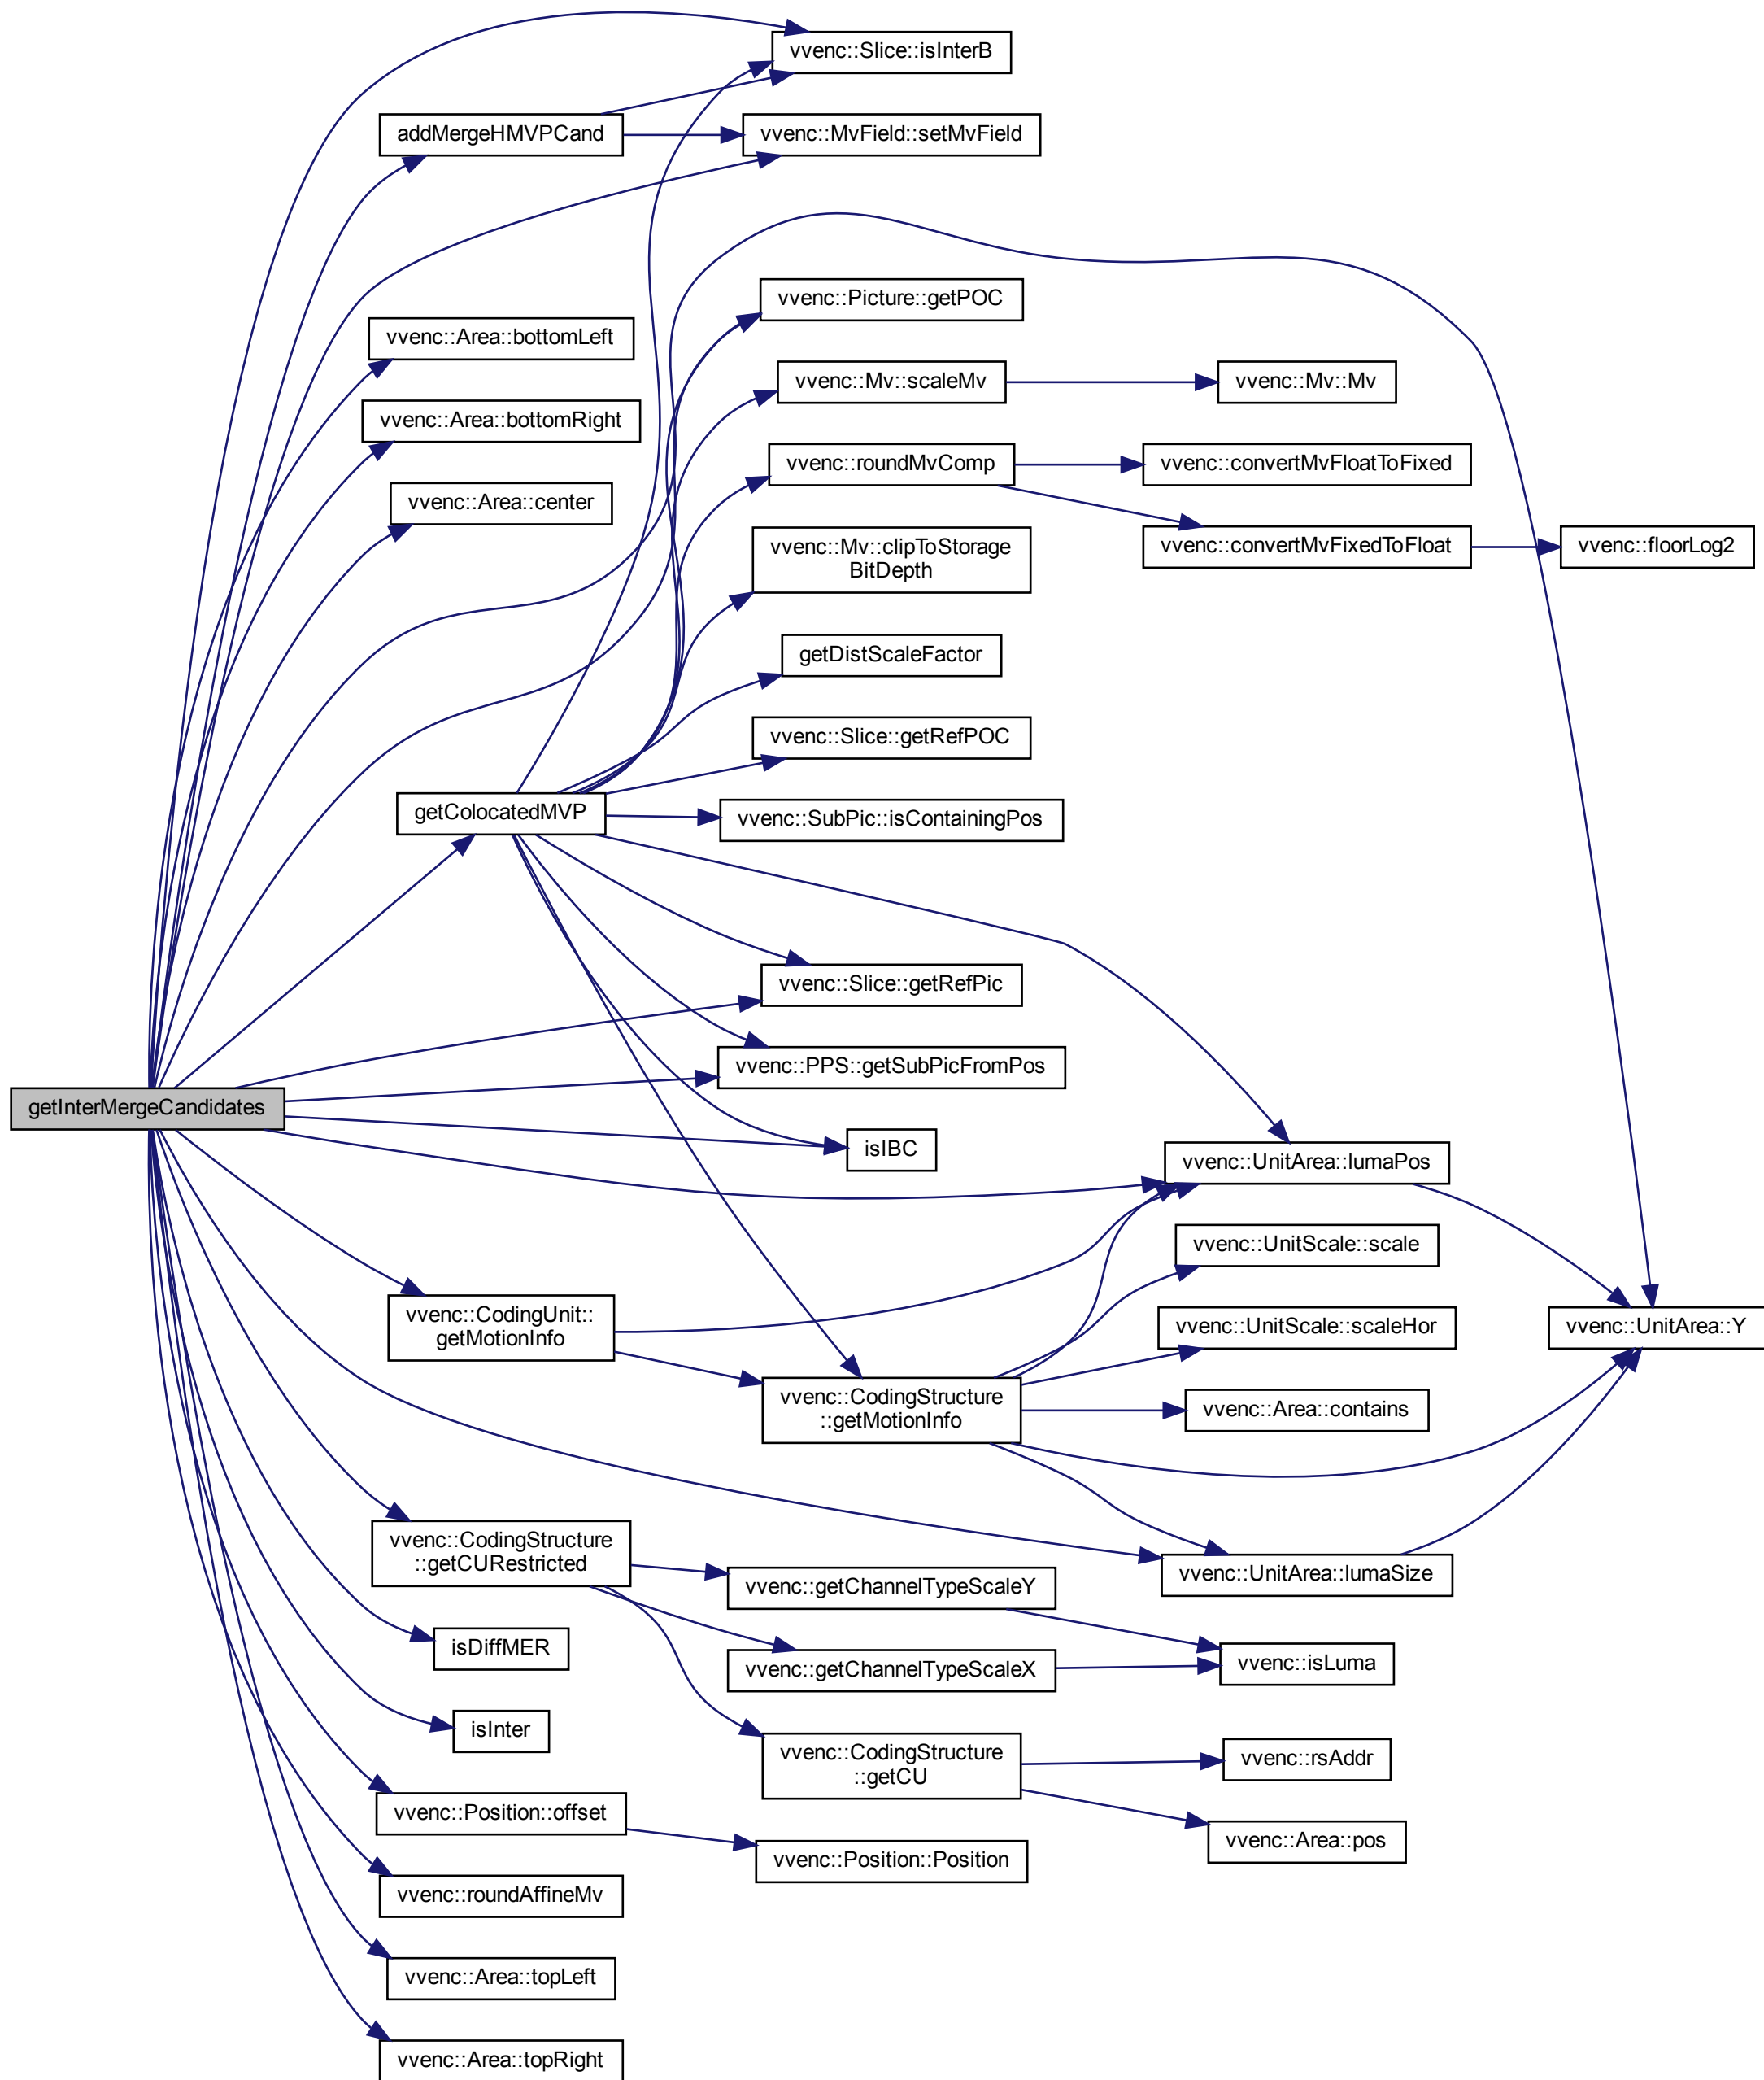 vvenc::Slice::isInterB
addMergeHMVPCand
vvenc::MvField::setMvField
vvenc::Picture::getPOC
vvenc::Area::bottomLeft
vvenc::Mv::scaleMv
vvenc::Mv::Mv
vvenc::Area::bottomRight
vvenc::roundMvComp
vvenc::convertMvFloatToFixed
vvenc::Area::center
vvenc::Mv::clipToStorage
BitDepth
vvenc::convertMvFixedToFloat
vvenc::floorLog2
getDistScaleFactor
vvenc::Slice::getRefPOC
getColocatedMVP
vvenc::SubPic::isContainingPos
vvenc::Slice::getRefPic
vvenc::PPS::getSubPicFromPos
getInterMergeCandidates
isIBC
vvenc::UnitArea::lumaPos
vvenc::UnitScale::scale
vvenc::CodingUnit::
getMotionInfo
vvenc::UnitScale::scaleHor
vvenc::UnitArea::Y
vvenc::CodingStructure
::getMotionInfo
vvenc::Area::contains
vvenc::CodingStructure
::getCURestricted
vvenc::getChannelTypeScaleY
vvenc::UnitArea::lumaSize
isDiffMER
vvenc::getChannelTypeScaleX
vvenc::isLuma
isInter
vvenc::CodingStructure
::getCU
vvenc::rsAddr
vvenc::Position::offset
vvenc::Position::Position
vvenc::Area::pos
vvenc::roundAffineMv
vvenc::Area::topLeft
vvenc::Area::topRight